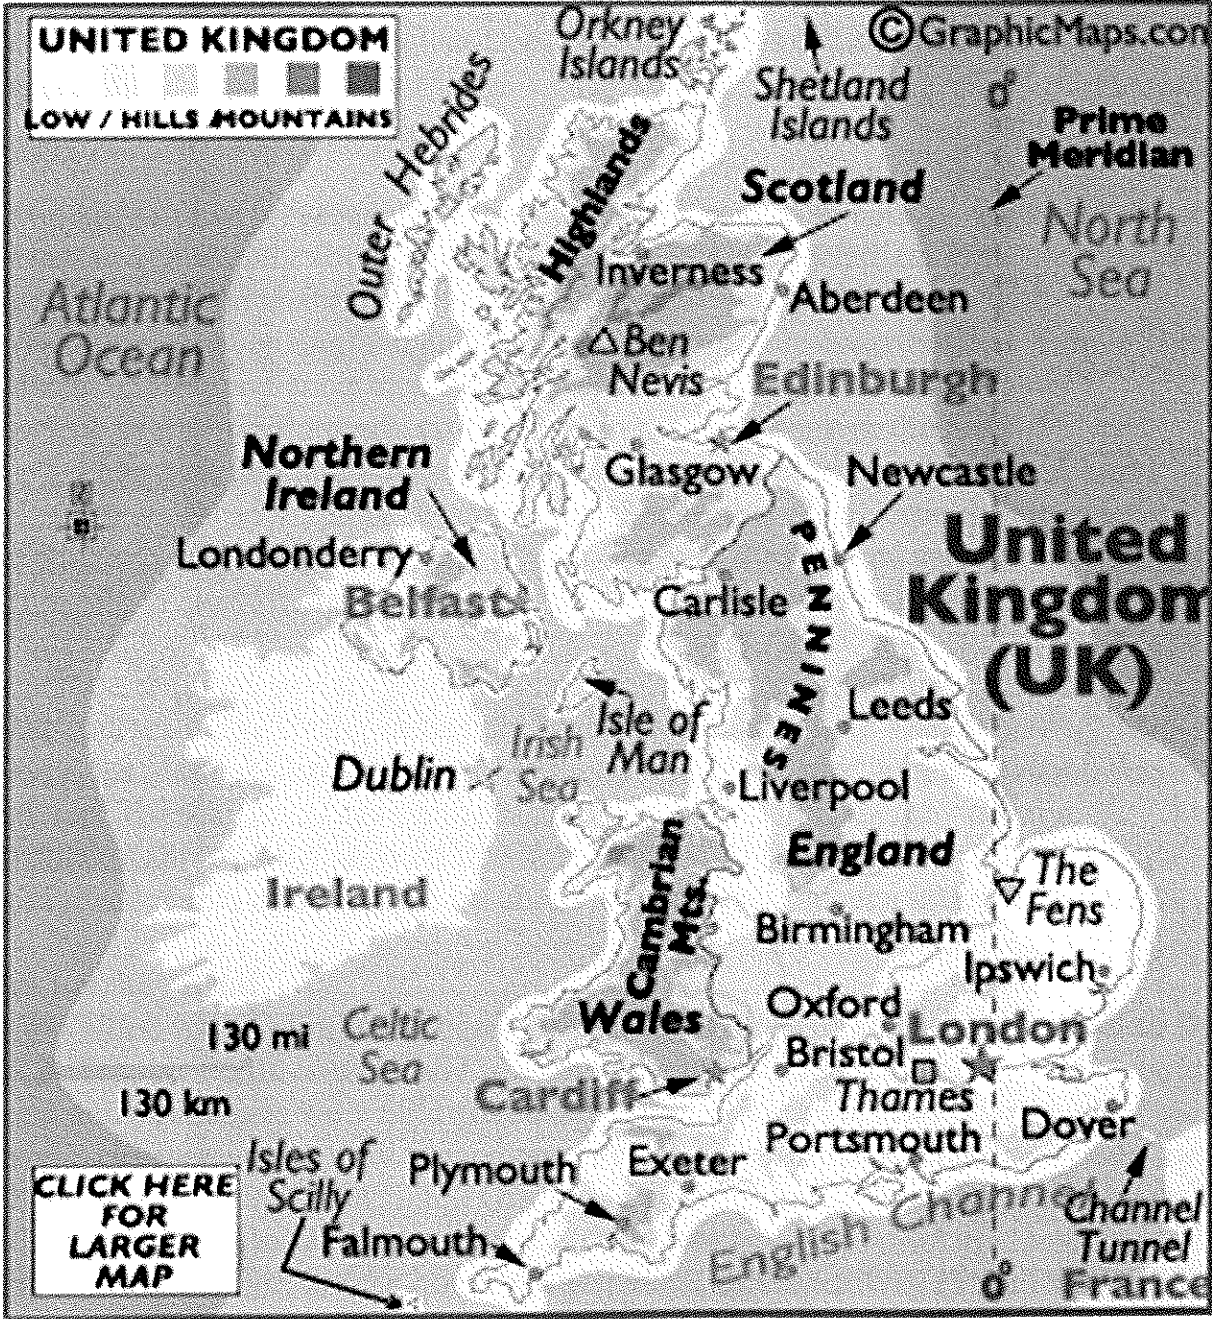 UNITED KINGDOM
LOW / HILLS MOUNTAINS
Orkney
Islands
©GraphicMaps.com
Shetland
Islands
0°
Prime
Meridian
Outer Hebrides
Highlands
Scotland
North
Sea
Inverness
Aberdeen
Atlantic
Ocean
Ben
Nevis
Edinburgh
Northern
Ireland
Glasgow
Newcastle
Londonderry
PENNINES
United
Kingdom
(UK)
Belfast
Carlisle
Leeds
Isle of
Man
Irish
Sea
Dublin
Liverpool
Cambrian
Mts.
England
The
Fens
Ireland
Birmingham
Ipswich
Oxford
Wales
London
130 mi
Celtic
Sea
Bristol
Cardiff
Thames
130 km
Portsmouth
Dover
Isles of
Scilly
Plymouth
Exeter
CLICK HERE
FOR
LARGER
MAP
English Channel
Channel
Tunnel
Falmouth
0°
France